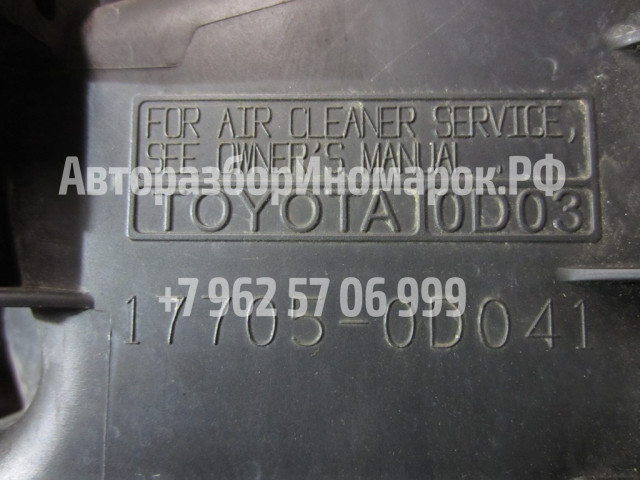 FOR AIR CLEANER SERVICE,
SEE OWNER'S MANUAL.
АвторазборИномарок.РФ
TOYOTA 0D03
+7 962 57 06 999
17705-0D041